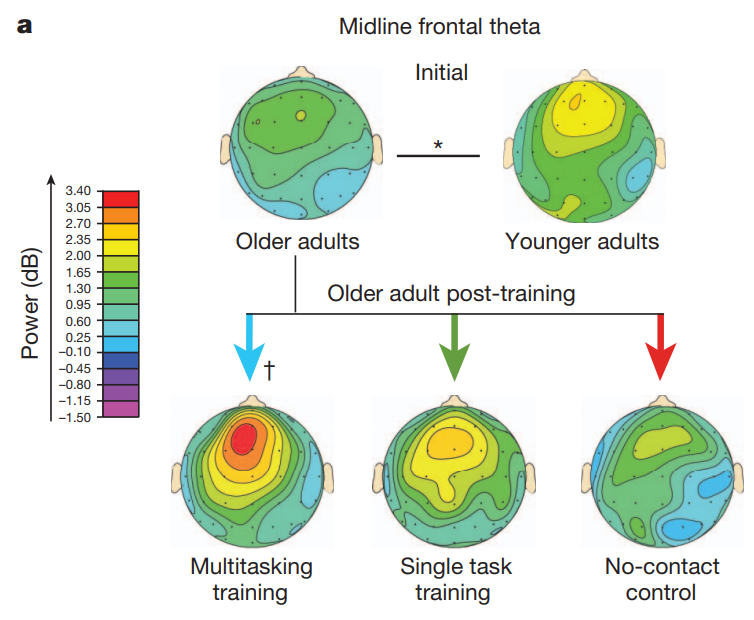 a
Midline frontal theta
Initial
*
Older adults
Younger adults
Older adult post-training
†
Power (dB)
3.40
3.05
2.70
2.35
2.00
1.65
1.30
0.95
0.60
0.25
–0.10
–0.45
–0.80
–1.15
–1.50
Multitasking
training
Single task
training
No-contact
control